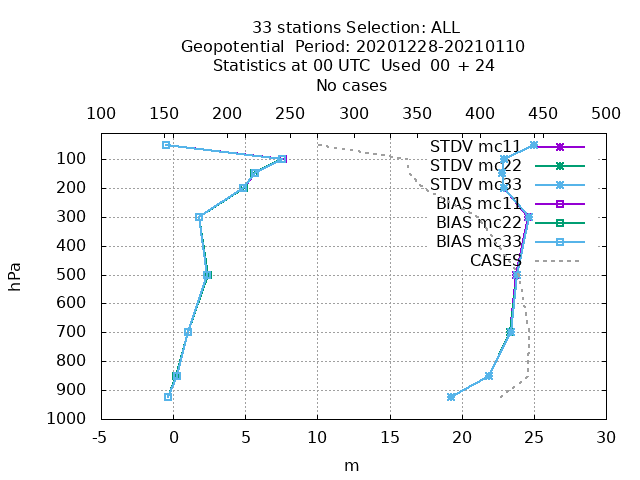 33 stations Selection: ALL
Geopotential  Period: 20201228-20210110
Statistics at 00 UTC  Used  00 + 24
No cases
100 150 200 250 300 350 400 450 500
STDV mc11
STDV mc22
STDV mc33
BIAS mc11
BIAS mc22
BIAS mc33
CASES
100
200
300
400
500
600
700
800
900
1000
hPa
-5 0 5 10 15 20 25 30
m